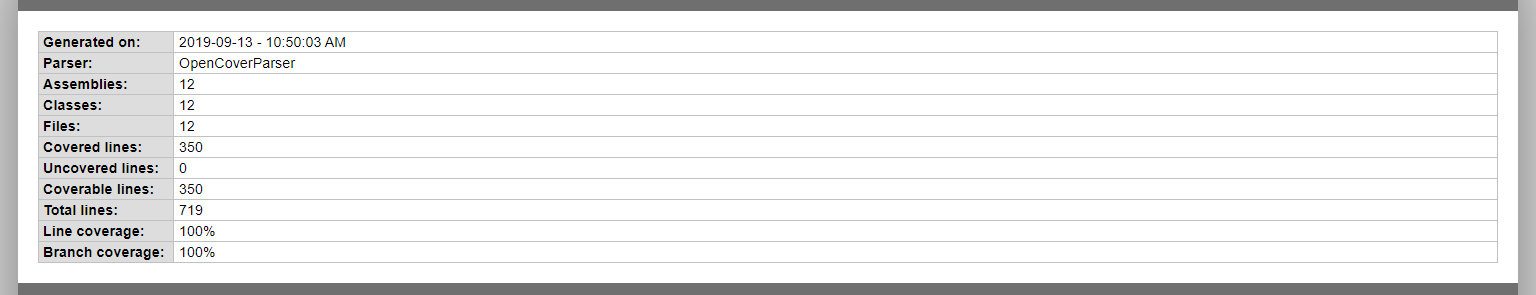 Generated on: 2019-09-13 - 10:50:03 AM
Parser: OpenCoverParser
Assemblies: 12
Classes: 12
Files: 12
Covered lines: 350
Uncovered lines: 0
Coverable lines: 350
Total lines: 719
Line coverage: 100%
Branch coverage: 100%